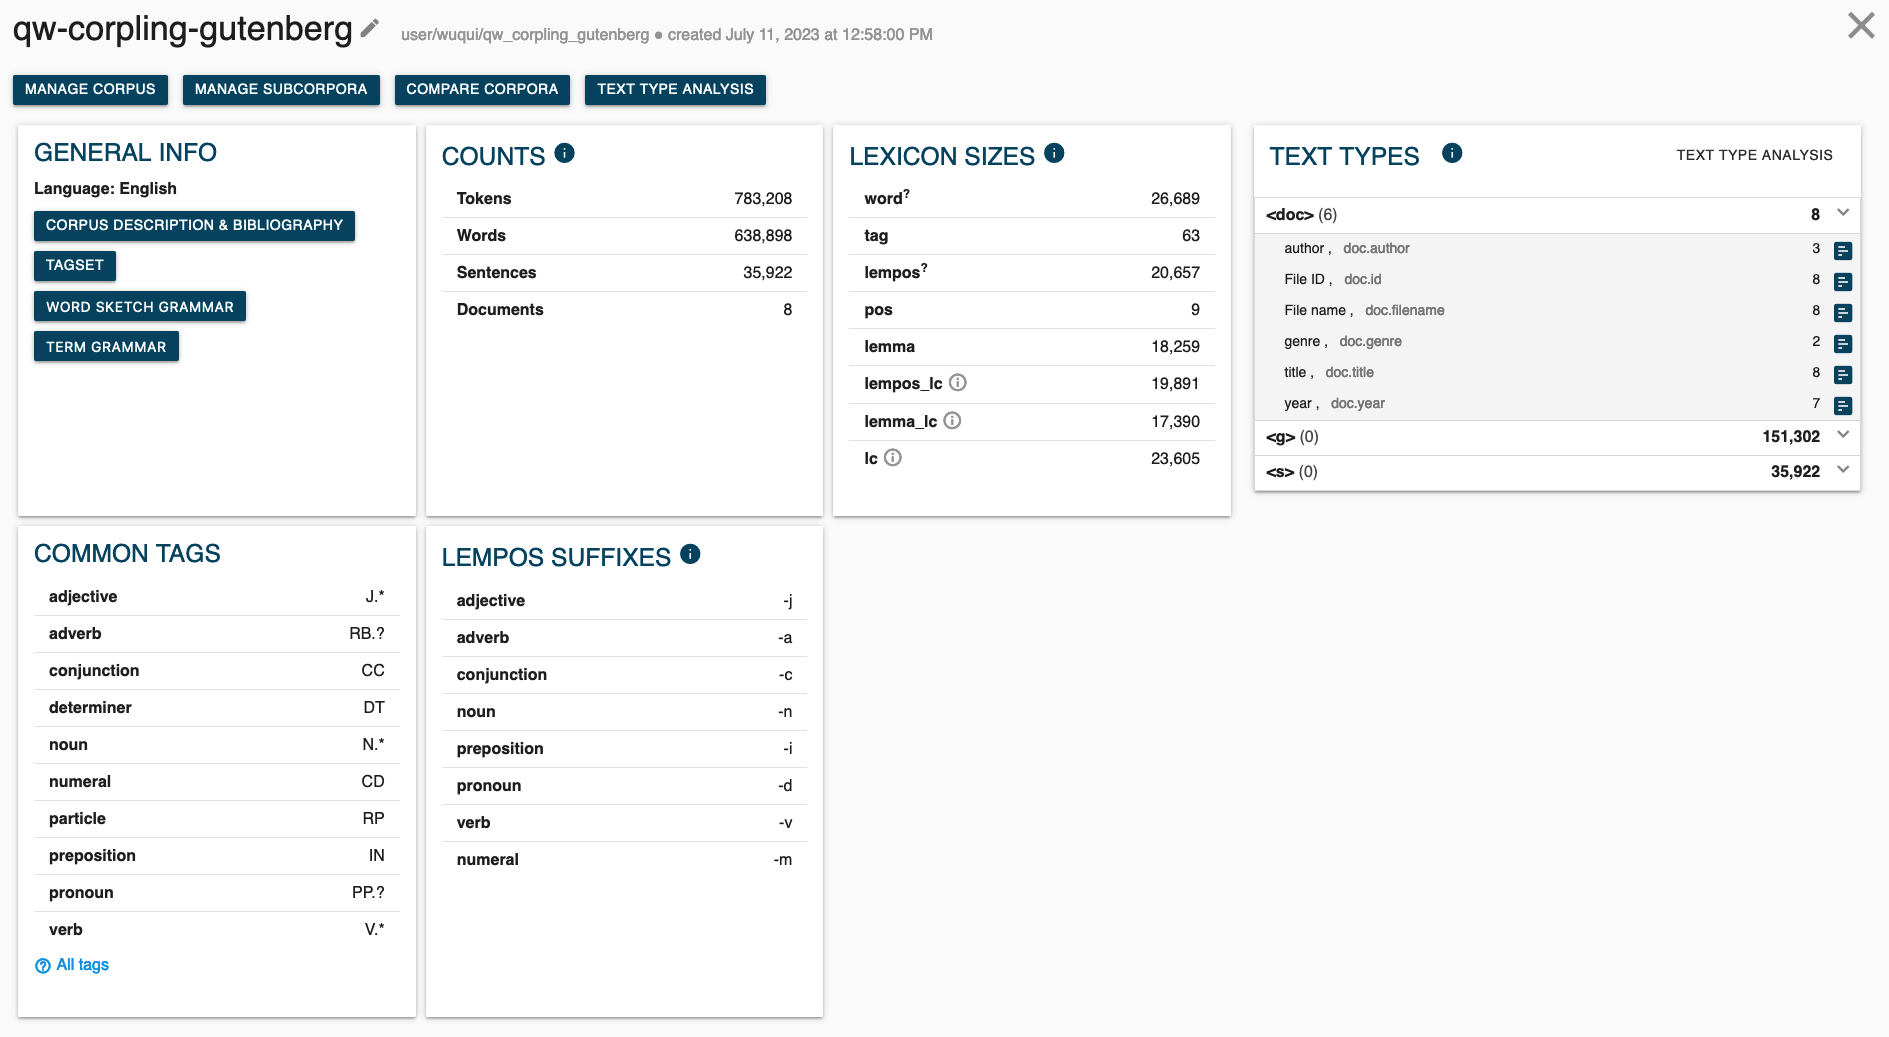 qw-corpling-gutenberg user/wuqui/qw_corpling_gutenberg ● created July 11, 2023 at 12:58:00 PM
MANAGE CORPUS MANAGE SUBCORPORA COMPARE CORPORA TEXT TYPE ANALYSIS
GENERAL INFO
Language: English
CORPUS DESCRIPTION & BIBLIOGRAPHY
TAGSET
WORD SKETCH GRAMMAR
TERM GRAMMAR
COUNTS
Tokens 783,208
Words 638,898
Sentences 35,922
Documents 8
LEXICON SIZES
word? 26,689
tag 63
lempos? 20,657
pos 9
lemma 18,259
lempos_lc 19,891
lemma_lc 17,390
lc 23,605
TEXT TYPES TEXT TYPE ANALYSIS
<doc> (6) 8
author , doc.author 3
File ID , doc.id 8
File name , doc.filename 8
genre , doc.genre 2
title , doc.title 8
year , doc.year 7
<g> (0) 151,302
<s> (0) 35,922
COMMON TAGS
adjective J.*
adverb RB.?
conjunction CC
determiner DT
noun N.*
numeral CD
particle RP
preposition IN
pronoun PP.?
verb V.*
All tags
LEMPOS SUFFIXES
adjective -j
adverb -a
conjunction -c
noun -n
preposition -i
pronoun -d
verb -v
numeral -m